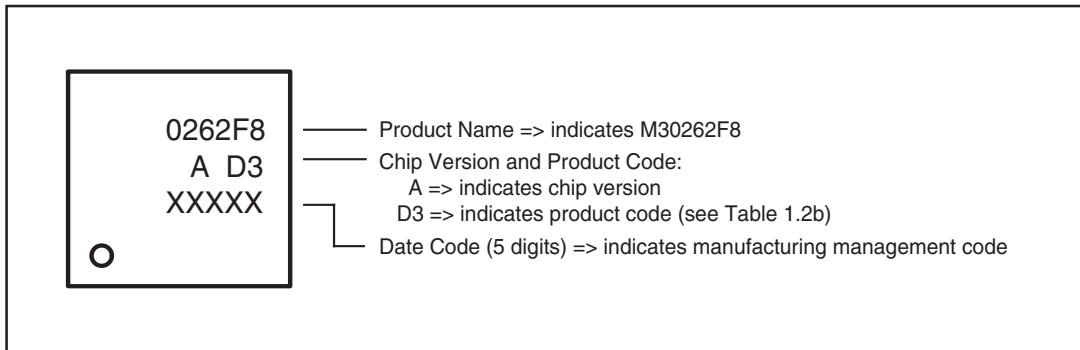 0262F8
A D3
XXXXX
Product Name => indicates M30262F8
Chip Version and Product Code:
A => indicates chip version
D3 => indicates product code (see Table 1.2b)
Date Code (5 digits) => indicates manufacturing management code